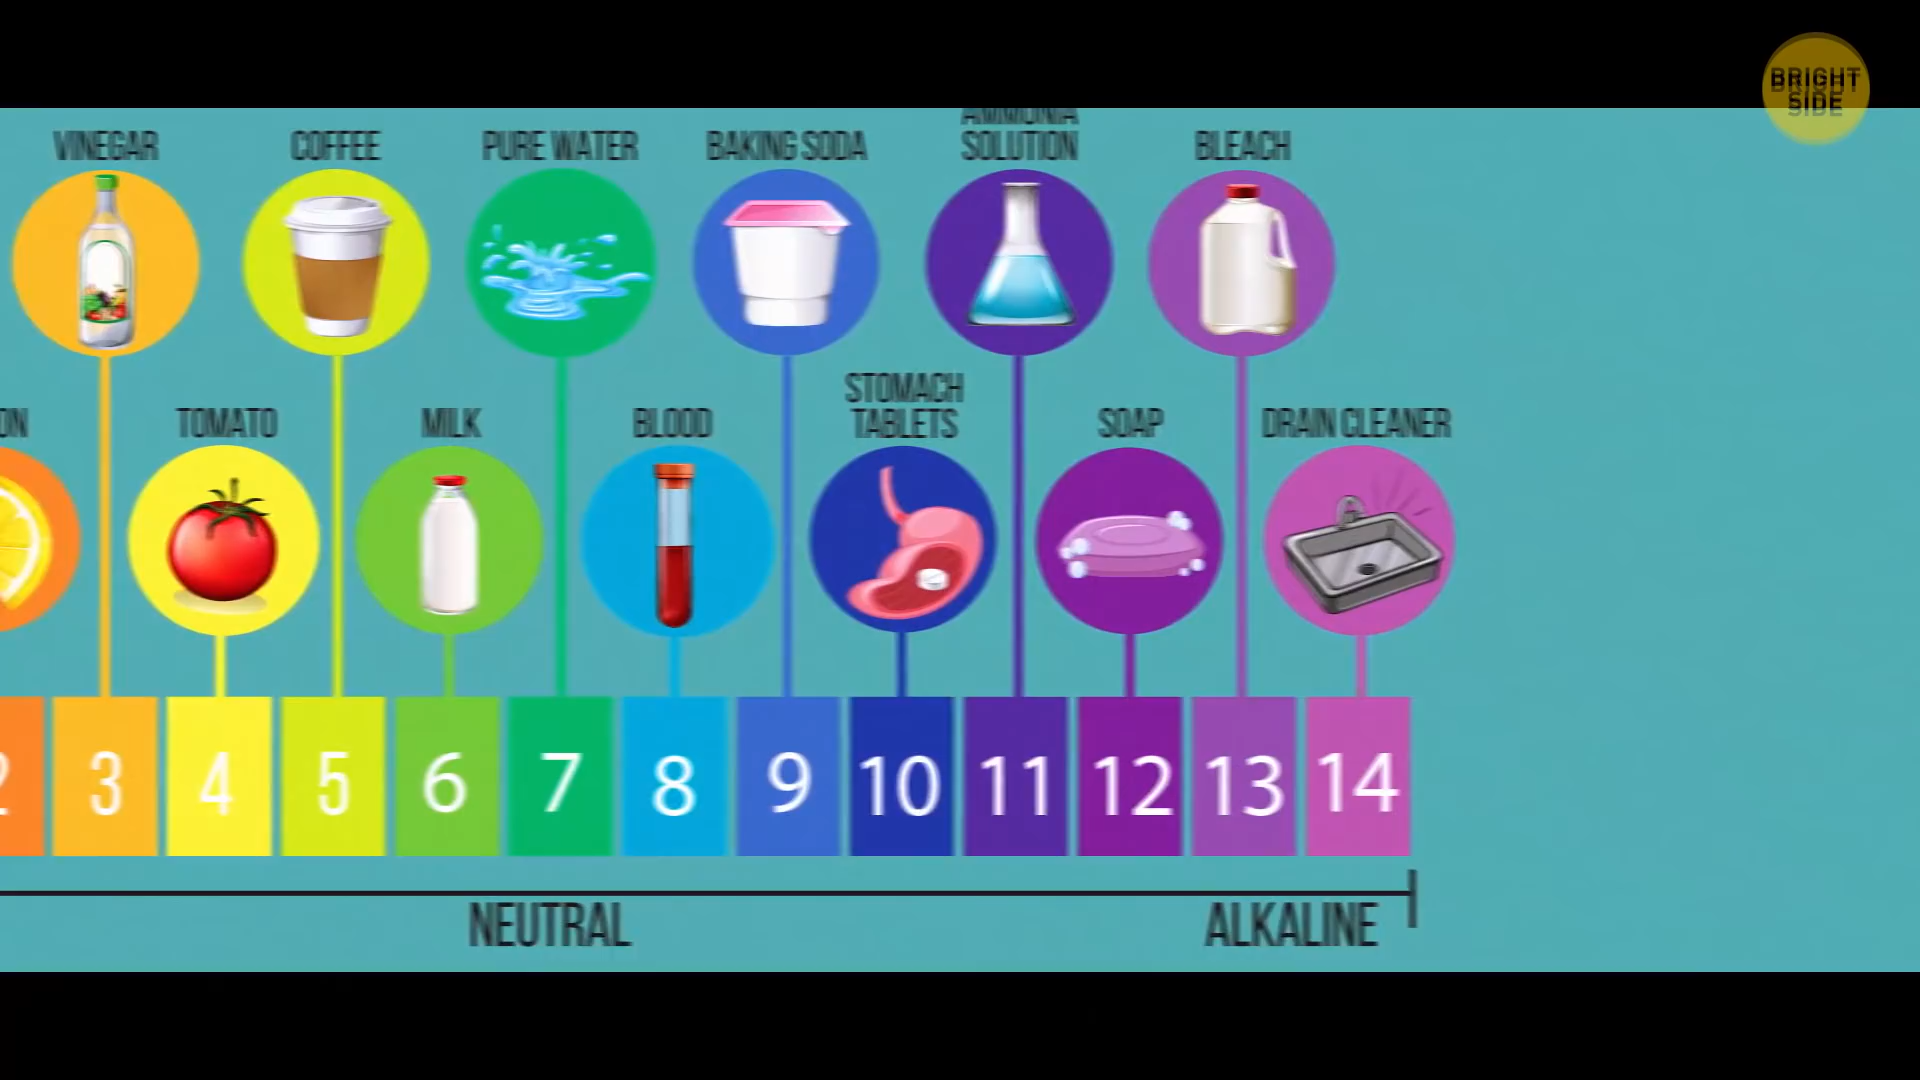 BRIGHT
SIDE
AMMONIA
VINEGAR COFFEE PURE WATER BAKING SODA SOLUTION BLEACH
STOMACH
ON TOMATO MILK BLOOD TABLETS SOAP DRAIN CLEANER
2 3 4 5 6 7 8 9 10 11 12 13 14
NEUTRAL ALKALINE